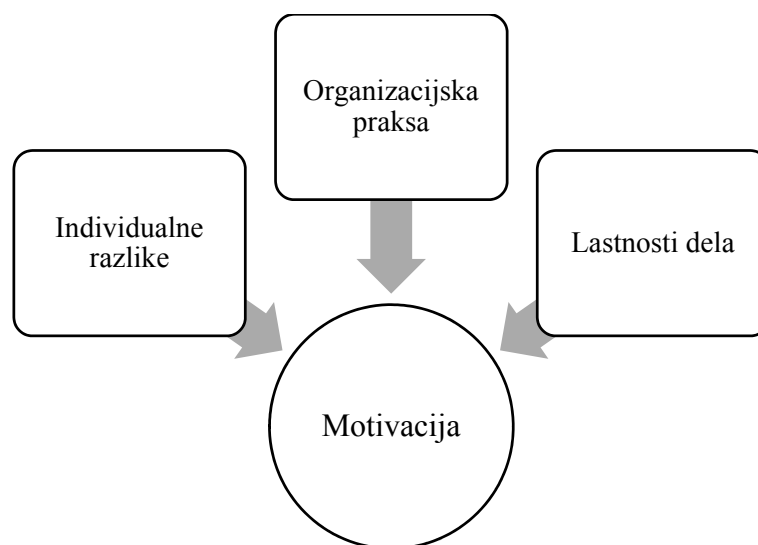 Organizacijska
praksa
Individualne
razlike
Lastnosti dela
Motivacija